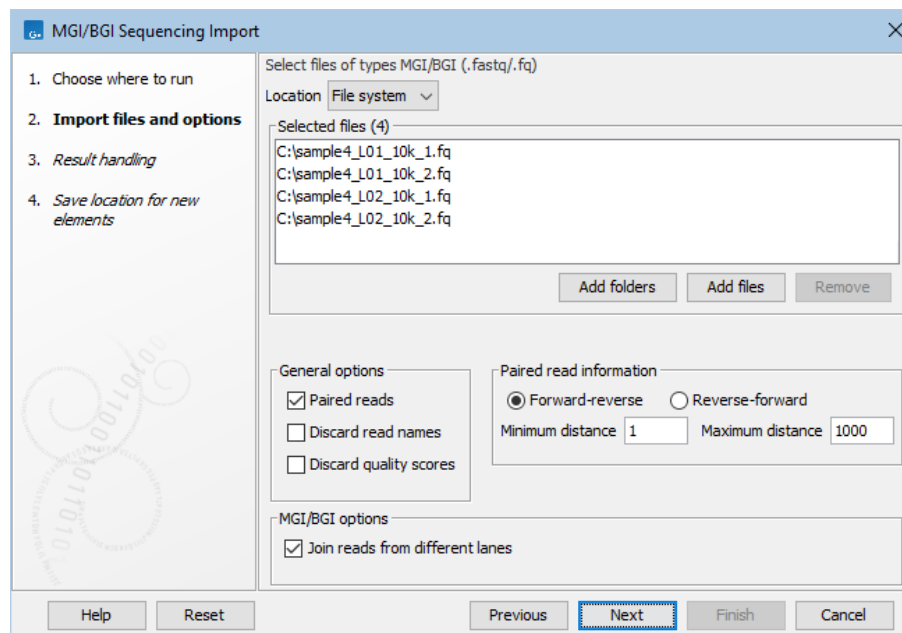 MGI/BGI Sequencing Import
1. Choose where to run
2. Import files and options
3. Result handling
4. Save location for new
elements
Select files of types MGI/BGI (.fastq/.fq)
Location File system
Selected files (4)
C:\sample4_L01_10k_1.fq
C:\sample4_L01_10k_2.fq
C:\sample4_L02_10k_1.fq
C:\sample4_L02_10k_2.fq
Add folders Add files Remove
General options
Paired reads
Discard read names
Discard quality scores
Paired read information
Forward-reverse Reverse-forward
Minimum distance 1 Maximum distance 1000
MGI/BGI options
Join reads from different lanes
Help Reset Previous Next Finish Cancel